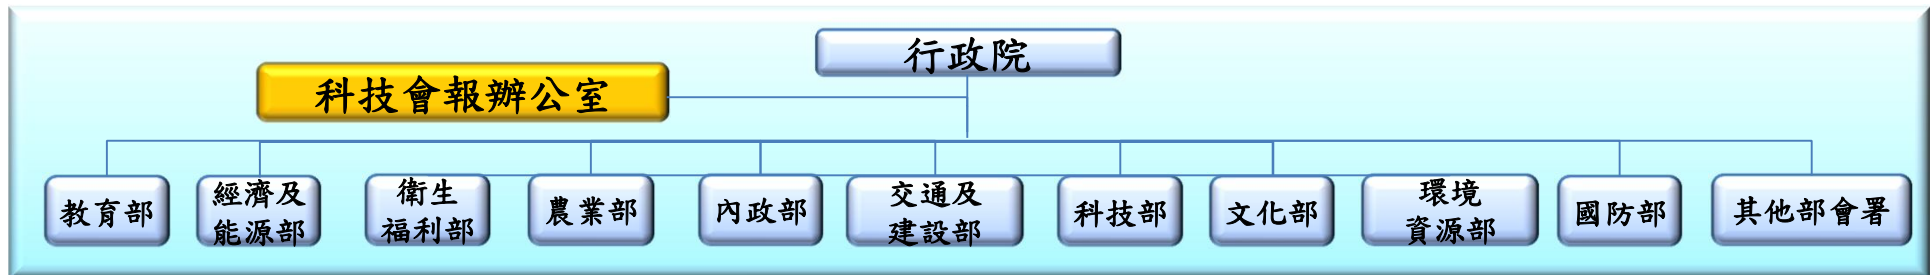 行政院
科技會報辦公室
教育部
經濟及
能源部
衛生
福利部
農業部
內政部
交通及
建設部
科技部
文化部
環境
資源部
國防部
其他部會署